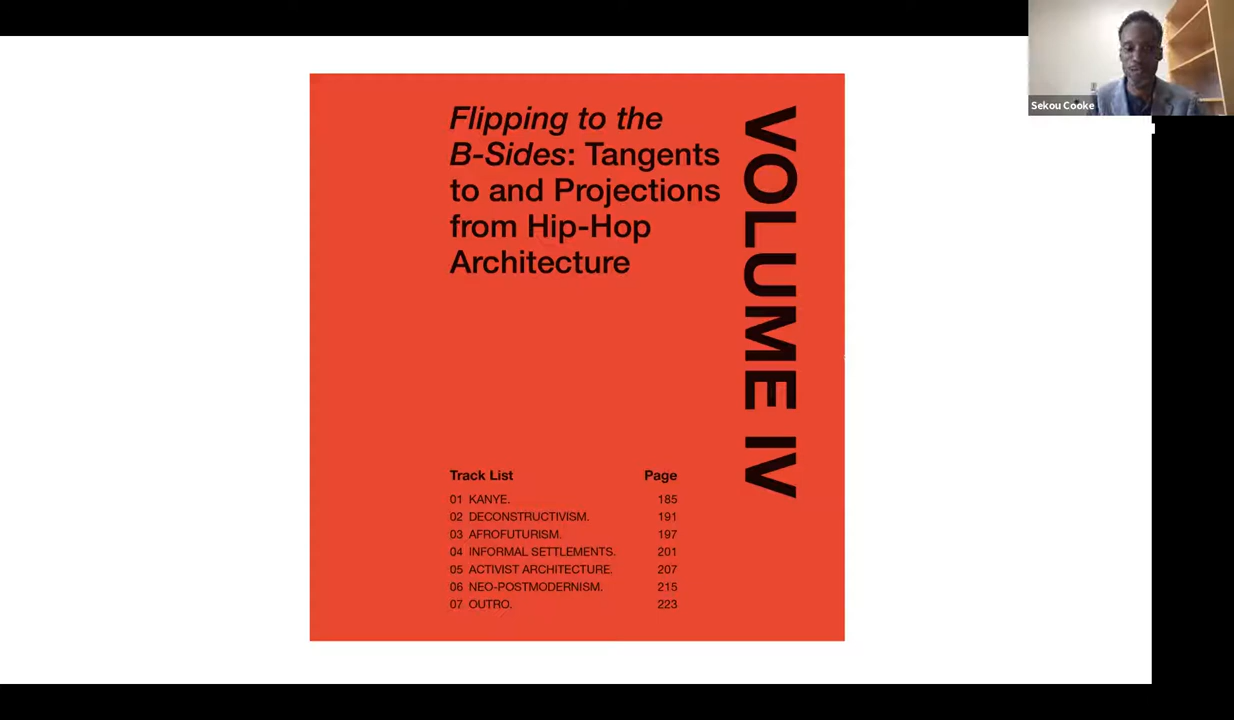 Flipping to the
B-Sides: Tangents
to and Projections
from Hip-Hop
Architecture
VOLUME IV
Track List Page
01 KANYE. 185
02 DECONSTRUCTIVISM. 191
03 AFROFUTURISM. 197
04 INFORMAL SETTLEMENTS. 201
05 ACTIVIST ARCHITECTURE. 207
06 NEO-POSTMODERNISM. 215
07 OUTRO. 223
Sekou Cooke